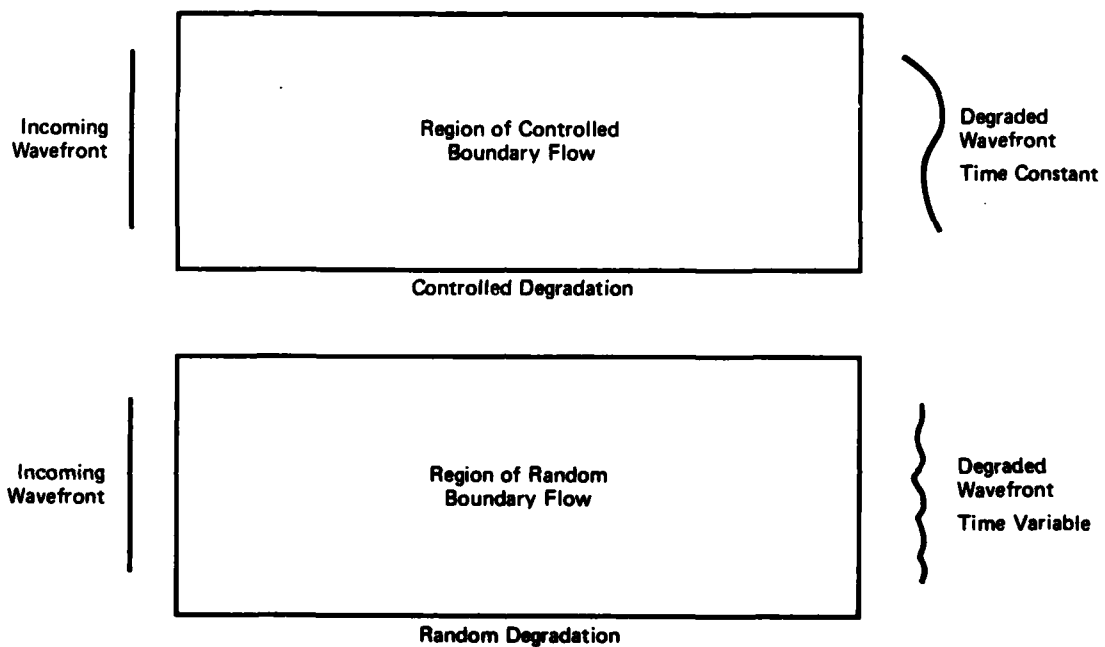 Incoming
Wavefront
Region of Controlled
Boundary Flow
Degraded
Wavefront
Time Constant
Controlled Degradation
Incoming
Wavefront
Region of Random
Boundary Flow
Degraded
Wavefront
Time Variable
Random Degradation